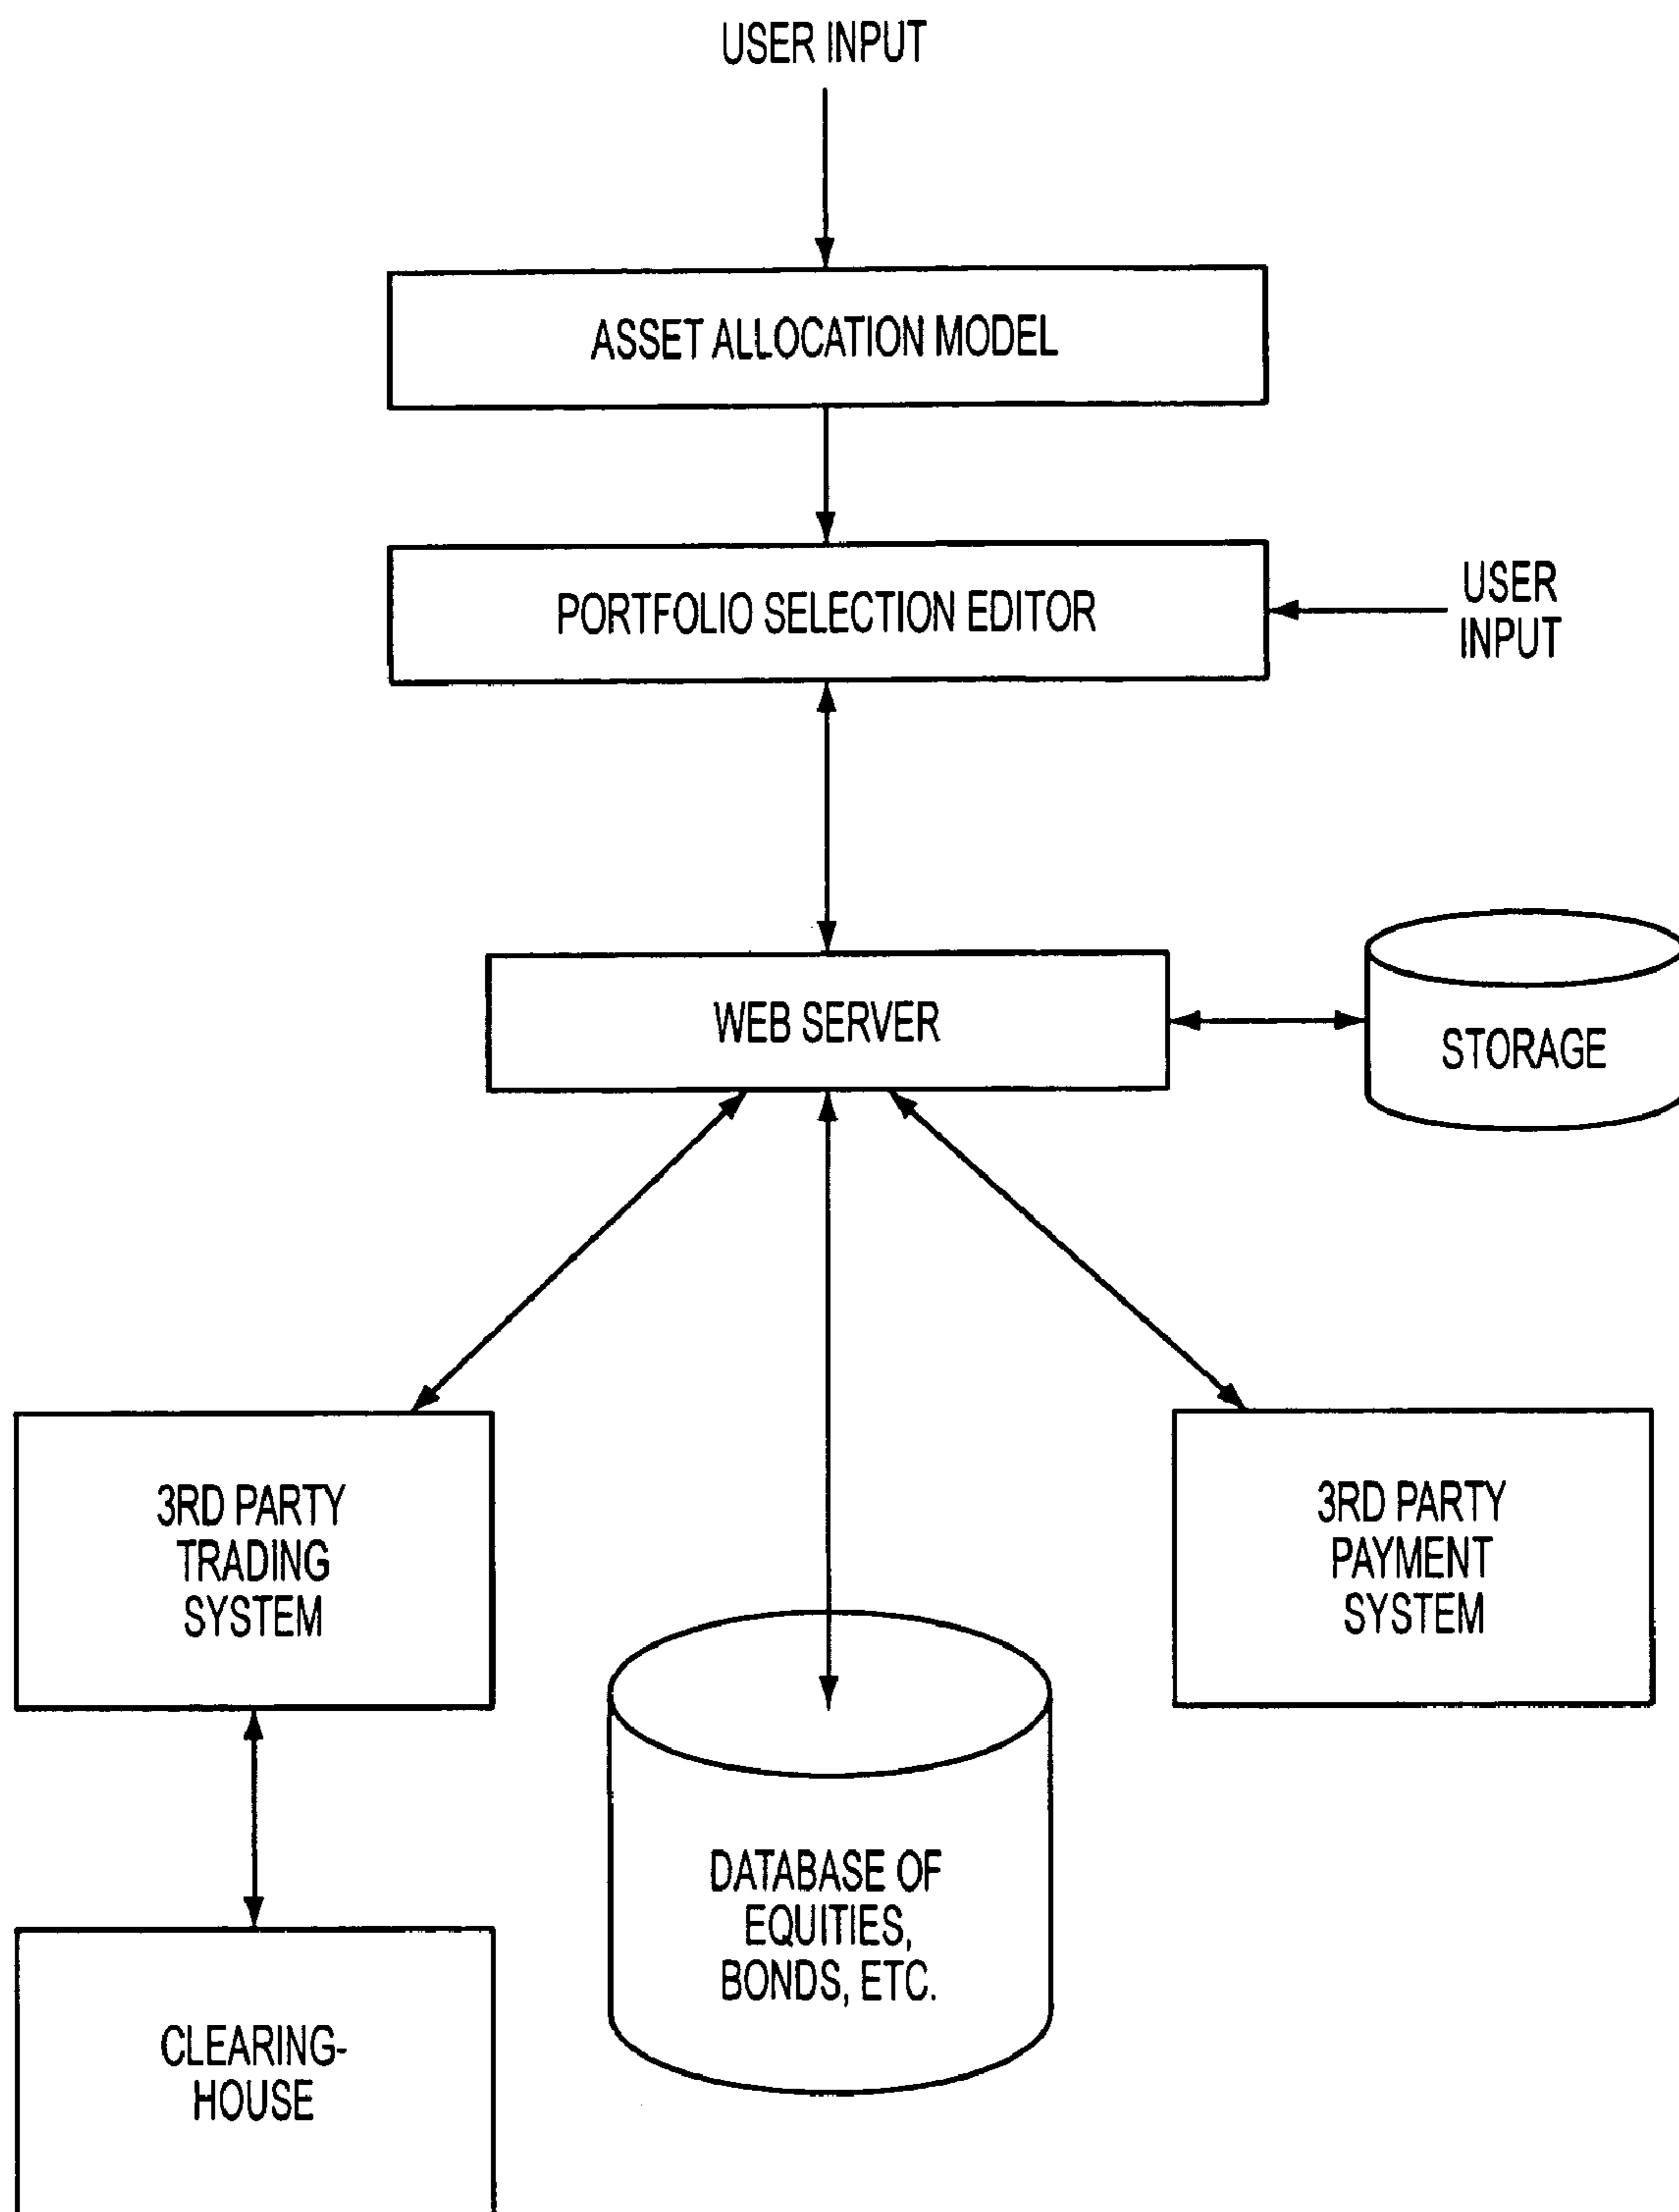 USER INPUT
ASSET ALLOCATION MODEL
PORTFOLIO SELECTION EDITOR
USER
INPUT
WEB SERVER
STORAGE
3RD PARTY
TRADING
SYSTEM
3RD PARTY
PAYMENT
SYSTEM
DATABASE OF
EQUITIES,
BONDS, ETC.
CLEARING-
HOUSE